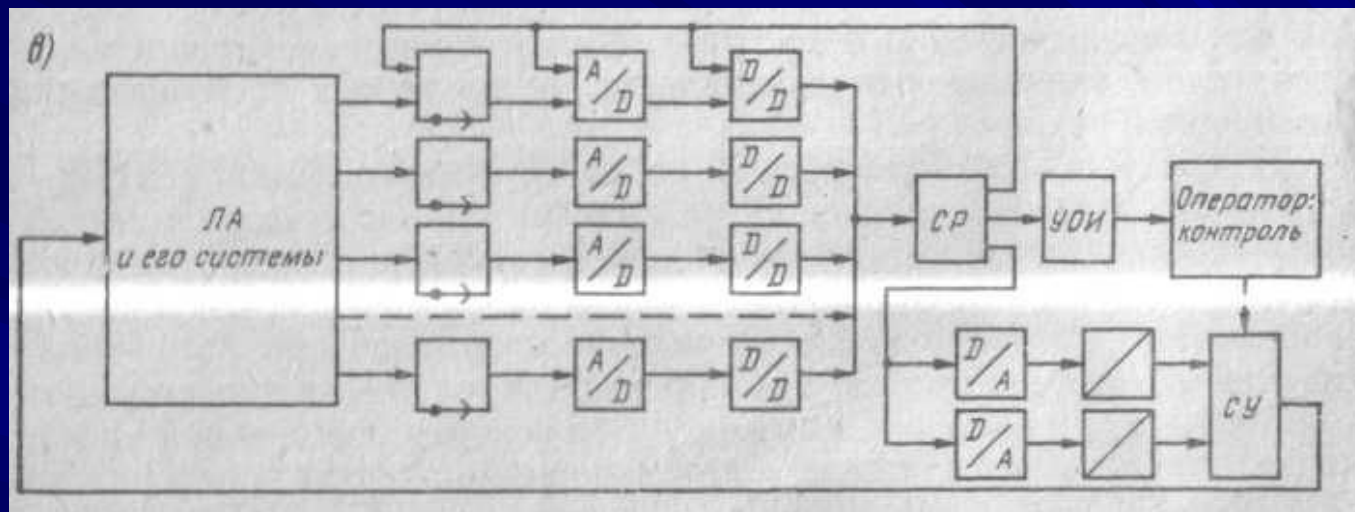 в)
ЛА
и его системы
A/D
D/D
A/D
D/D
A/D
D/D
A/D
D/D
СР
УОИ
Оператор:
контроль
D/A
D/A
СУ